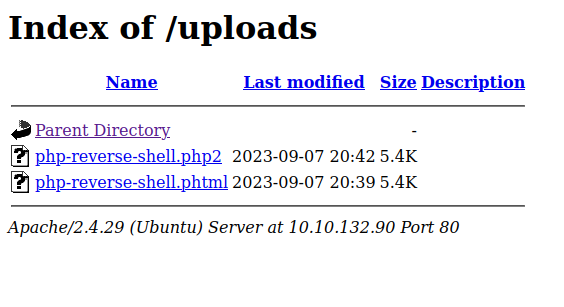 Index of /uploads
Name Last modified Size Description
Parent Directory -
php-reverse-shell.php2 2023-09-07 20:42 5.4K
php-reverse-shell.phtml 2023-09-07 20:39 5.4K
Apache/2.4.29 (Ubuntu) Server at 10.10.132.90 Port 80